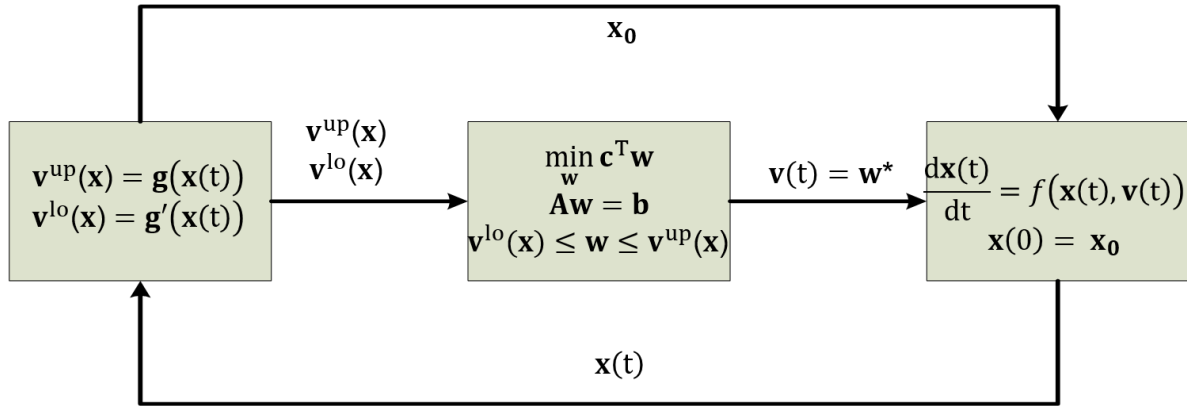 x₀
vᵘᵖ(x) = g(x(t))
vˡᵒ(x) = g′(x(t))
vᵘᵖ(x)
vˡᵒ(x)
min cᵀw
w
Aw = b
vˡᵒ(x) ≤ w ≤ vᵘᵖ(x)
v(t) = w*
dx(t)/dt = f(x(t), v(t))
x(0) = x₀
x(t)